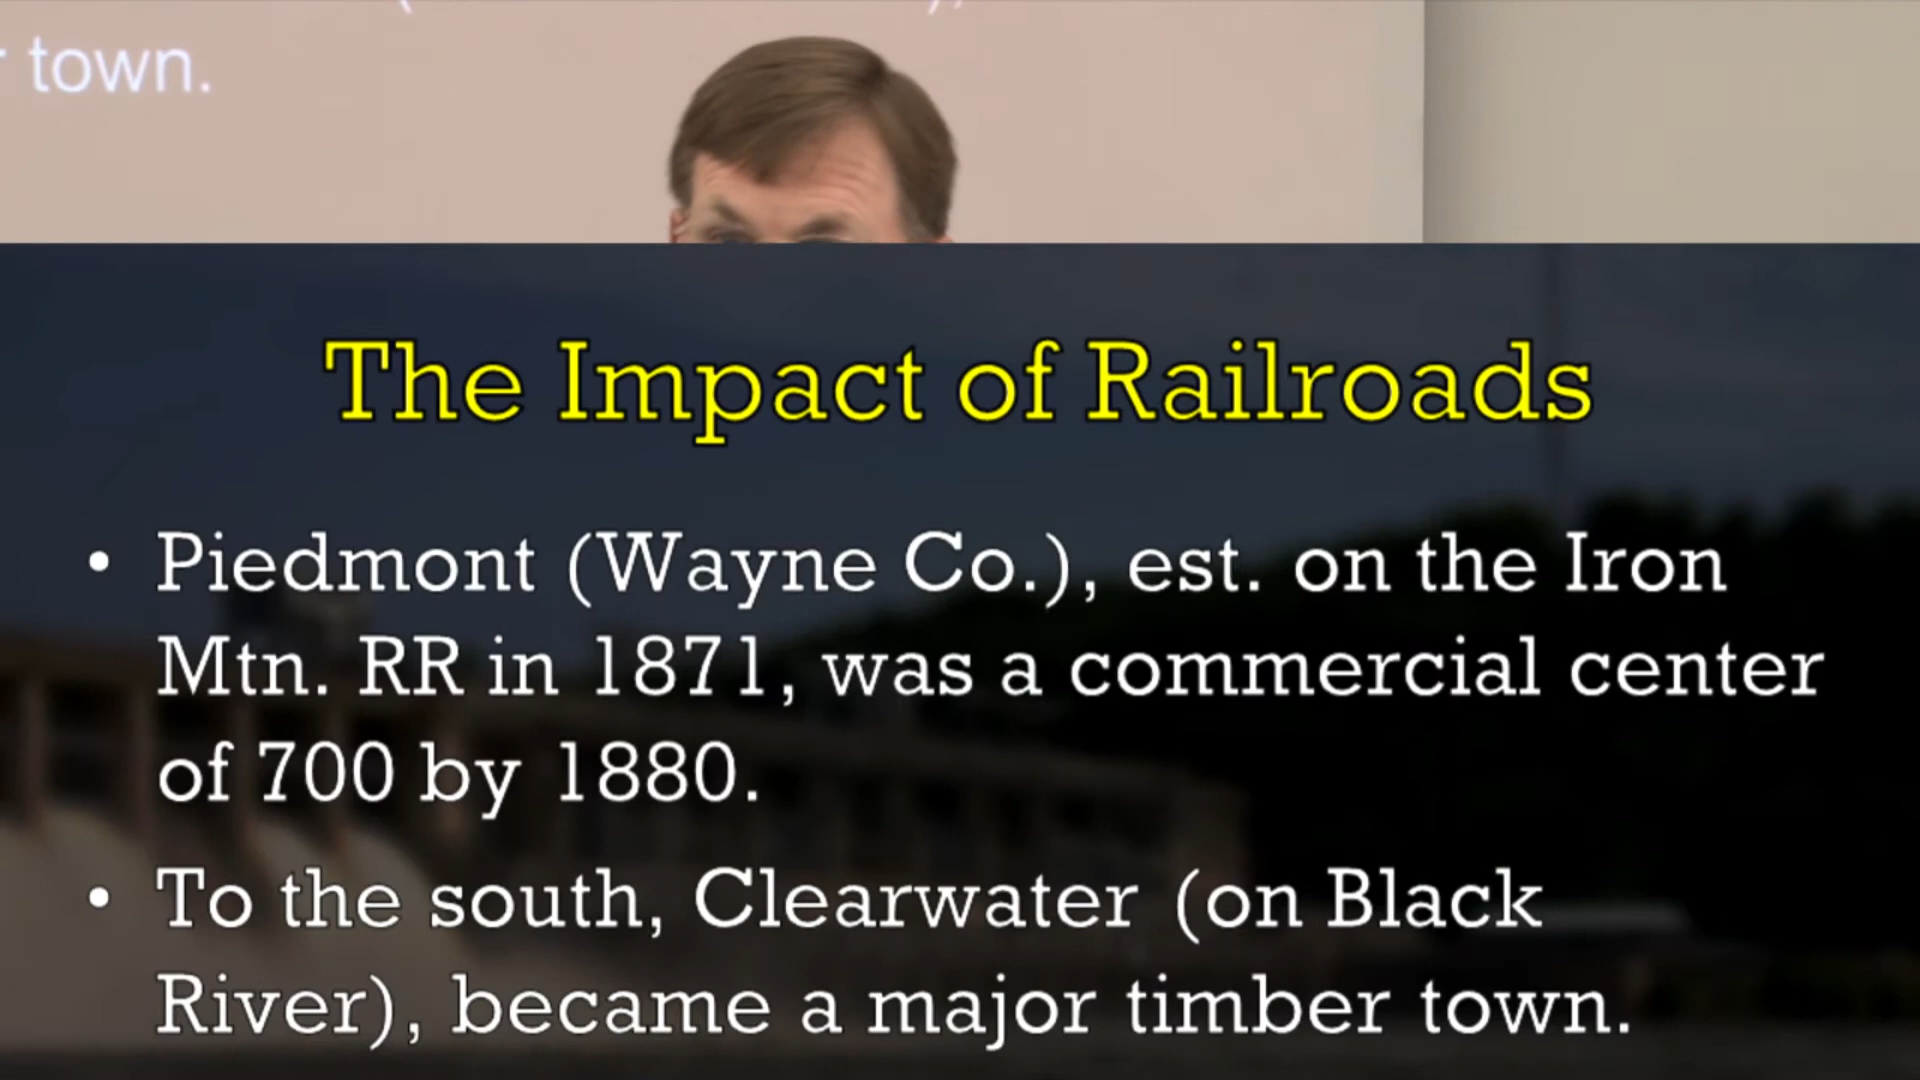 town.
The Impact of Railroads
• Piedmont (Wayne Co.), est. on the Iron
Mtn. RR in 1871, was a commercial center
of 700 by 1880.
• To the south, Clearwater (on Black
River), became a major timber town.